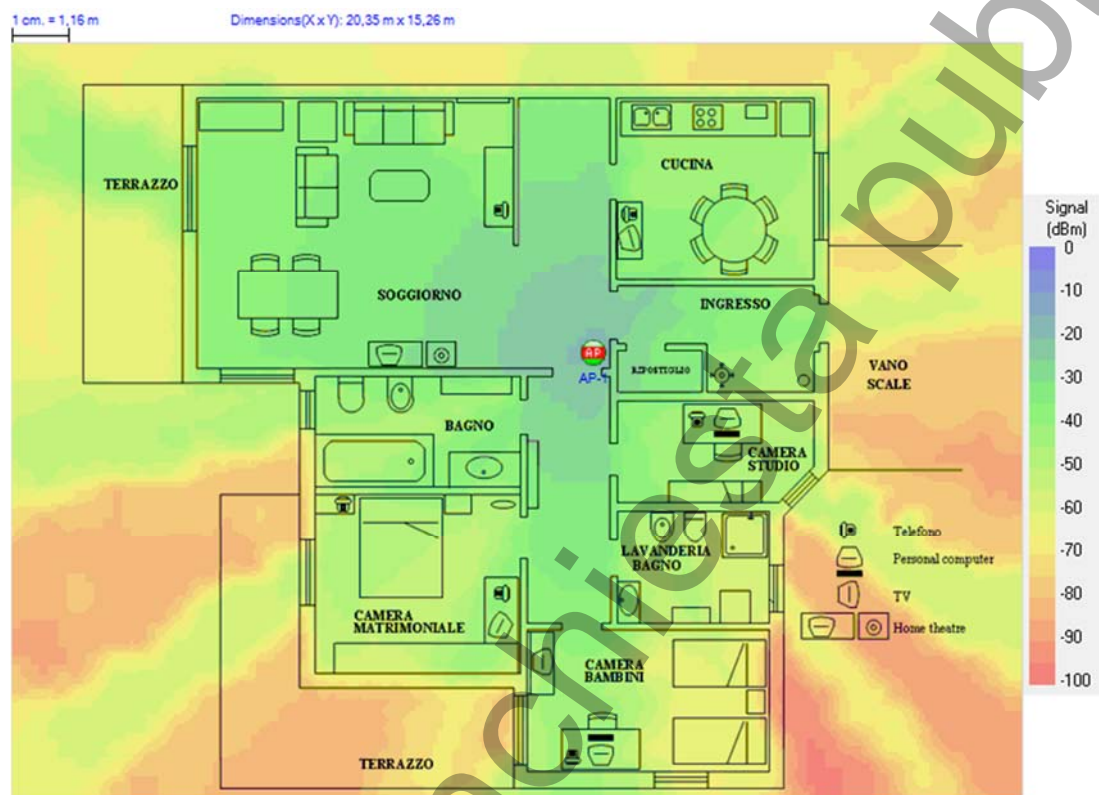 1 cm. = 1,16 m
Dimensions(X x Y): 20,35 m x 15,26 m
TERRAZZO
CUCINA
SOGGIORNO
INGRESSO
AP
AP-1
RIPOSTIGLIO
VANO
SCALE
BAGNO
CAMERA
STUDIO
LAVANDERIA
BAGNO
CAMERA
MATRIMONIALE
CAMERA
BAMBINI
TERRAZZO
Telefono
Personal computer
TV
Home theatre
Signal
(dBm)
0
-10
-20
-30
-40
-50
-60
-70
-80
-90
-100
achiesta pub